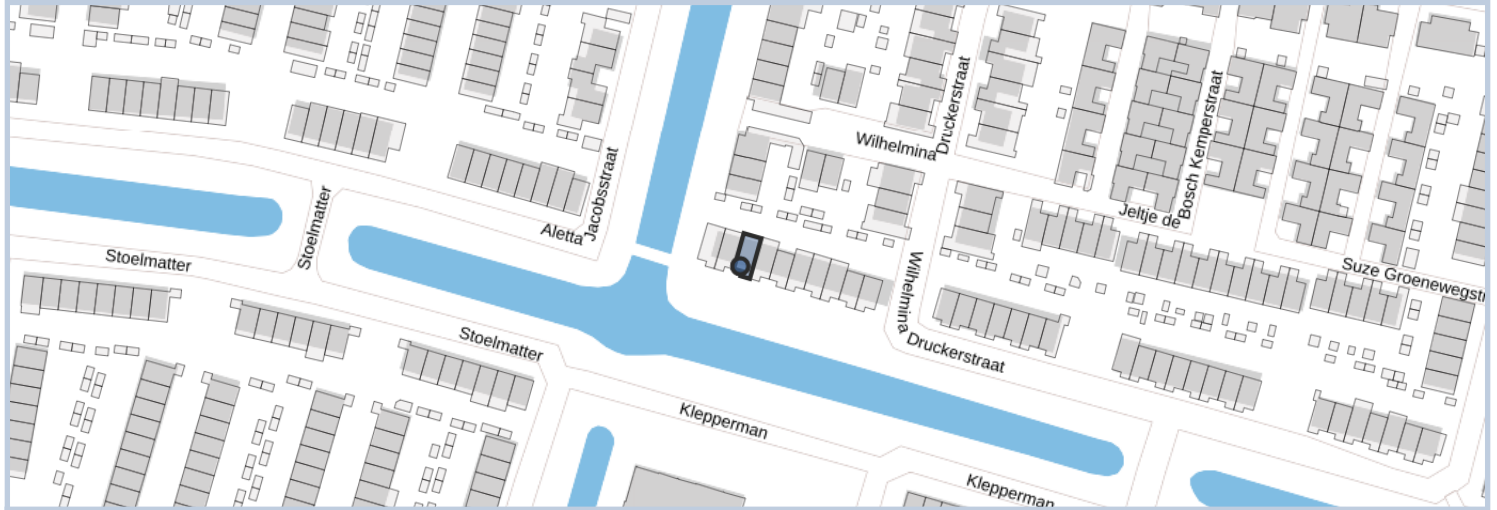 Jacobsstraat
Aletta
Wilhelmina
Druckerstraat
Bosch Kemperstraat
Jeltje de
Stoelmatter
Stoelmatter
Suze Groenewegstr
Wilhelmina
Druckerstraat
Stoelmatter
Klepperman
Klepperman